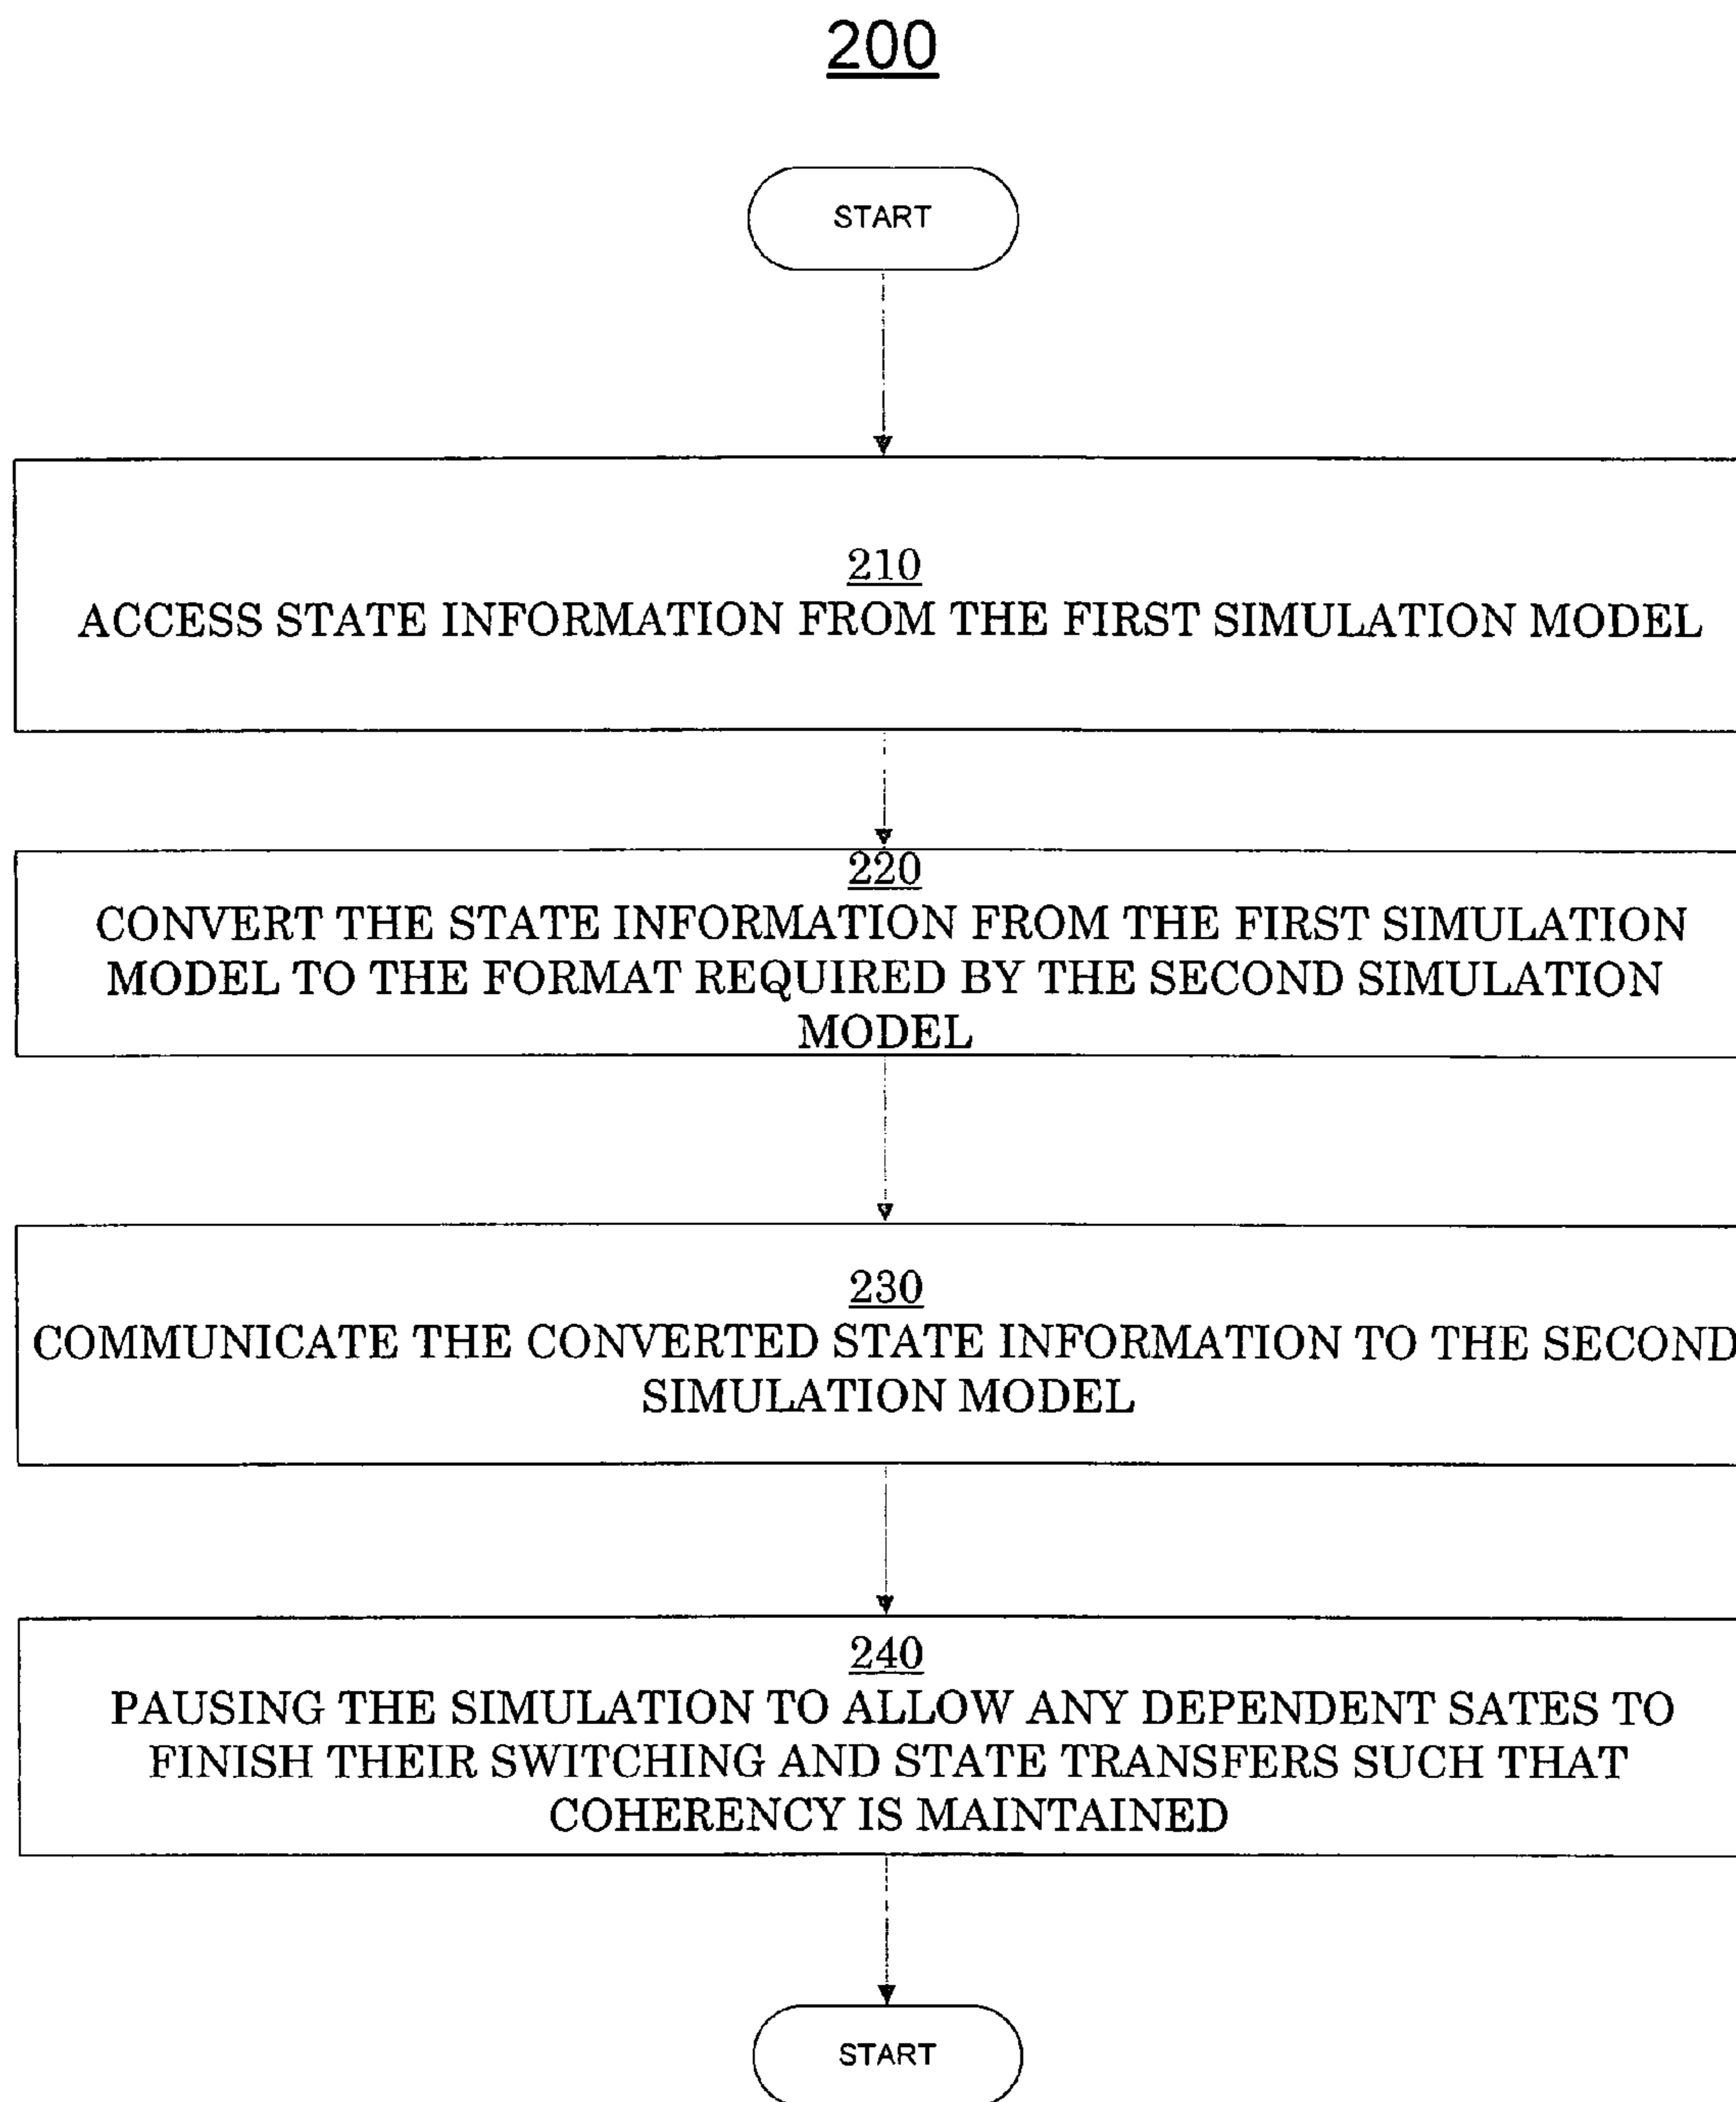 200
START
210
ACCESS STATE INFORMATION FROM THE FIRST SIMULATION MODEL
220
CONVERT THE STATE INFORMATION FROM THE FIRST SIMULATION
MODEL TO THE FORMAT REQUIRED BY THE SECOND SIMULATION
MODEL
230
COMMUNICATE THE CONVERTED STATE INFORMATION TO THE SECOND
SIMULATION MODEL
240
PAUSING THE SIMULATION TO ALLOW ANY DEPENDENT SATES TO
FINISH THEIR SWITCHING AND STATE TRANSFERS SUCH THAT
COHERENCY IS MAINTAINED
START